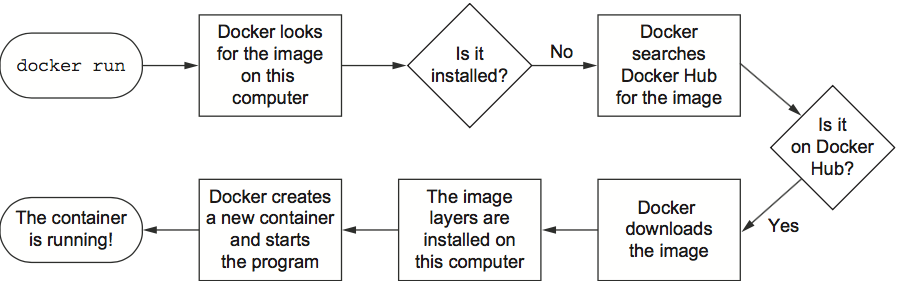 docker run
Docker looks
for the image
on this
computer
Is it
installed?
No
Docker
searches
Docker Hub
for the image
Is it
on Docker
Hub?
Yes
Docker
downloads
the image
The image
layers are
installed on
this computer
Docker creates
a new container
and starts
the program
The container
is running!